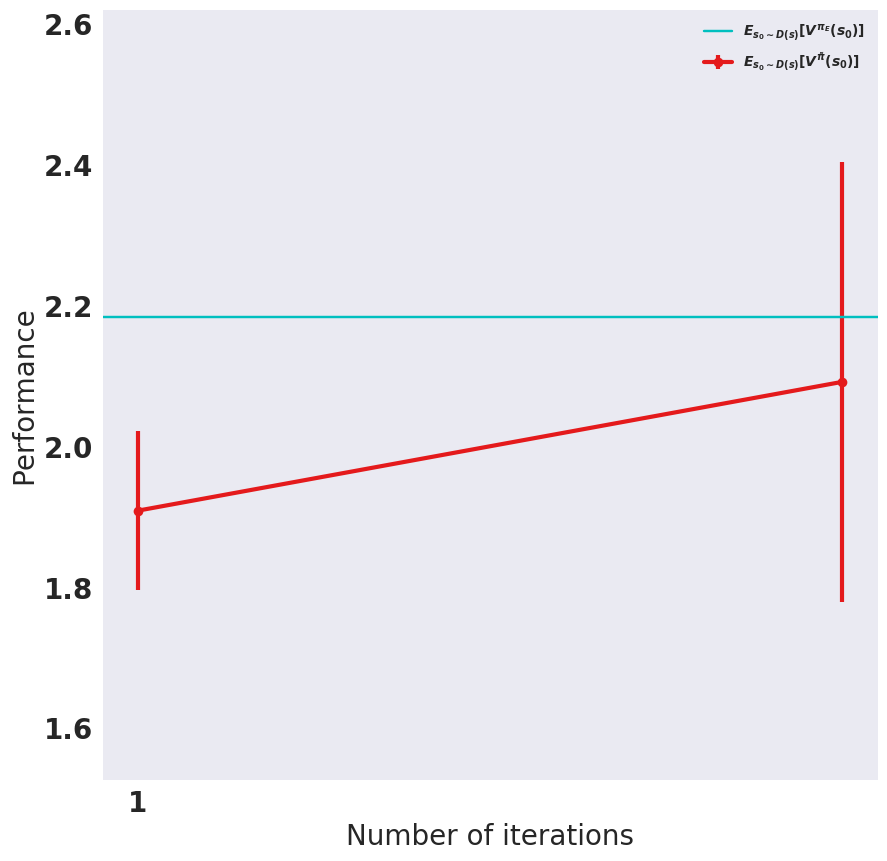 2.6
2.4
2.2
2.0
1.8
1.6
Performance
1
Number of iterations
E_{s_0∼D(s)}[V^{π_E}(s_0)]
E_{s_0∼D(s)}[V^{π̃}(s_0)]